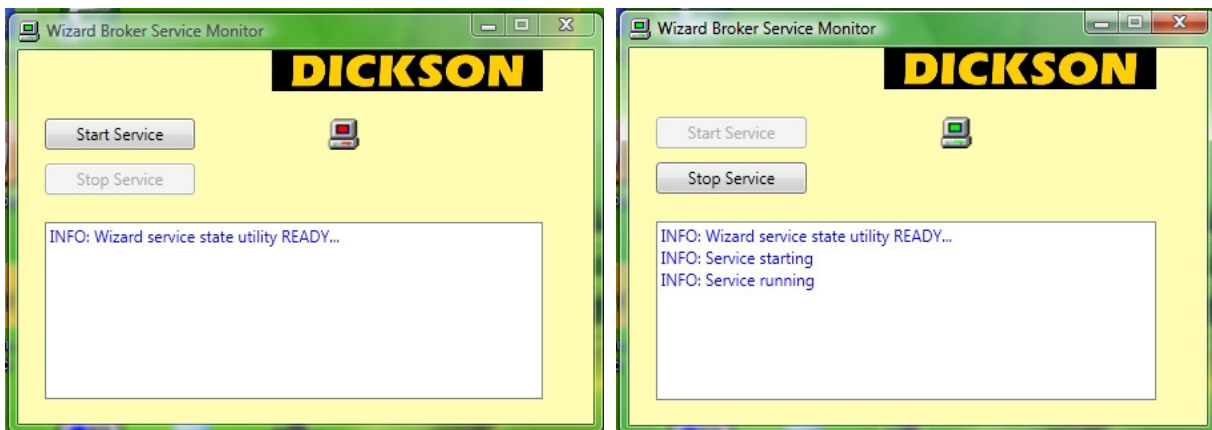 Wizard Broker Service Monitor
DICKSON
Start Service
Stop Service
INFO: Wizard service state utility READY...
Wizard Broker Service Monitor
DICKSON
Start Service
Stop Service
INFO: Wizard service state utility READY...
INFO: Service starting
INFO: Service running